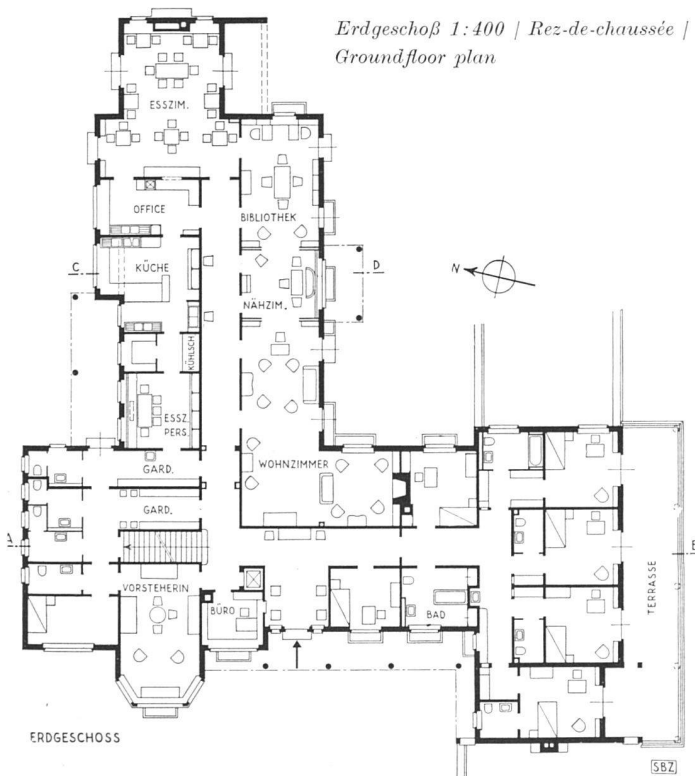 Erdgeschoß 1:400 | Rez-de-chaussée |
Groundfloor plan
ESSZIM.
OFFICE
BIBLIOTHEK
C
KÜCHE
D
N
NÄHZIM.
KÜHLSCH
ESSZ.
PERS.
GARD.
WOHNZIMMER
GARD.
A
B
VORSTEHERIN
BÜRO
BAD
TERRASSE
ERDGESCHOSS
SBZ